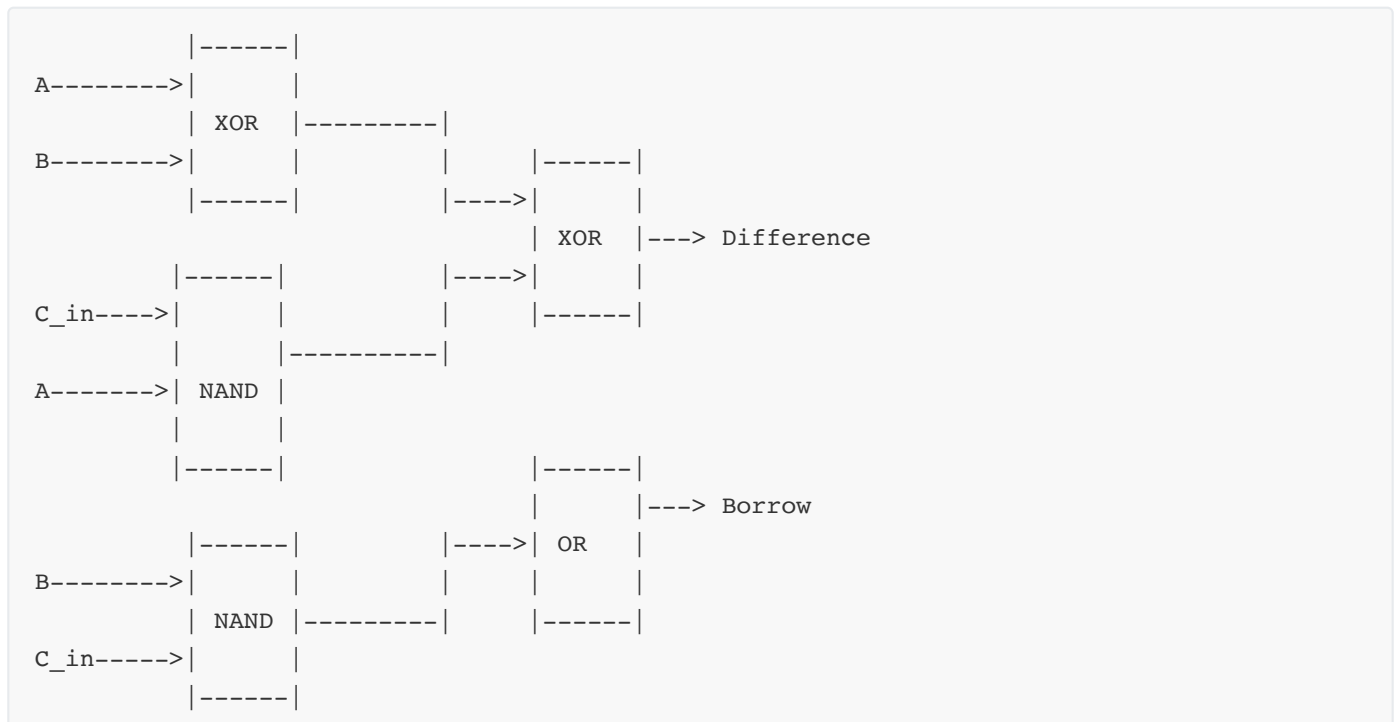 |------|
A-------->|      |
          | XOR  |---------|
B-------->|      |         |     |------|
          |------|         |---->|      |
                                 | XOR  |---> Difference
         |------|          |---->|      |
C_in---->|      |          |     |------|
         |      |----------|
A------->| NAND |
         |      |
         |------|                |------|
                                 |      |---> Borrow
          |------|         |---->| OR   |
B-------->|      |         |     |      |
          | NAND |---------|     |------|
C_in----->|      |
          |------|